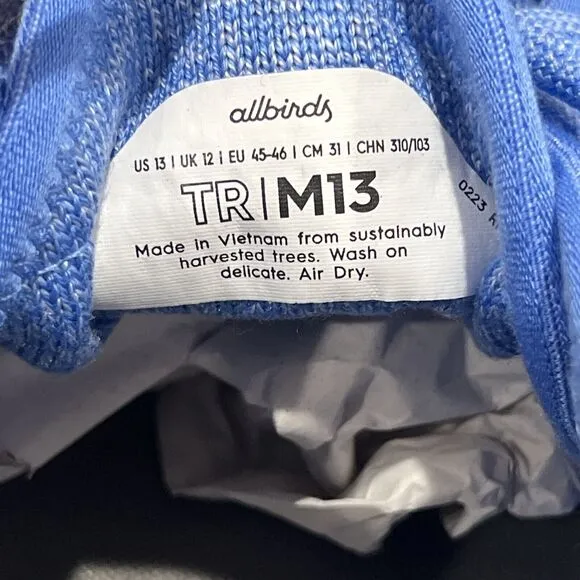 allbirds
US 13 | UK 12 | EU 45-46 | CM 31 | CHN 310/103
TR|M13
Made in Vietnam from sustainably
harvested trees. Wash on
delicate. Air Dry.
0223